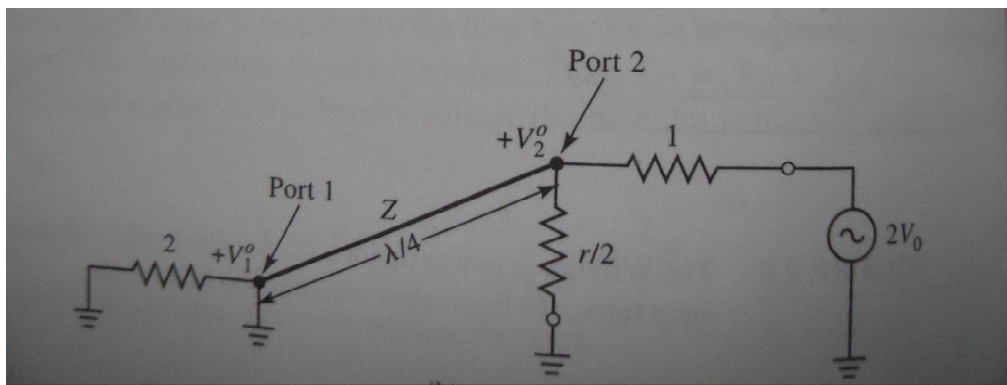 Port 2
+V₂ᵒ
1
Port 1
Z
2
+V₁ᵒ
λ/4
r/2
2V₀